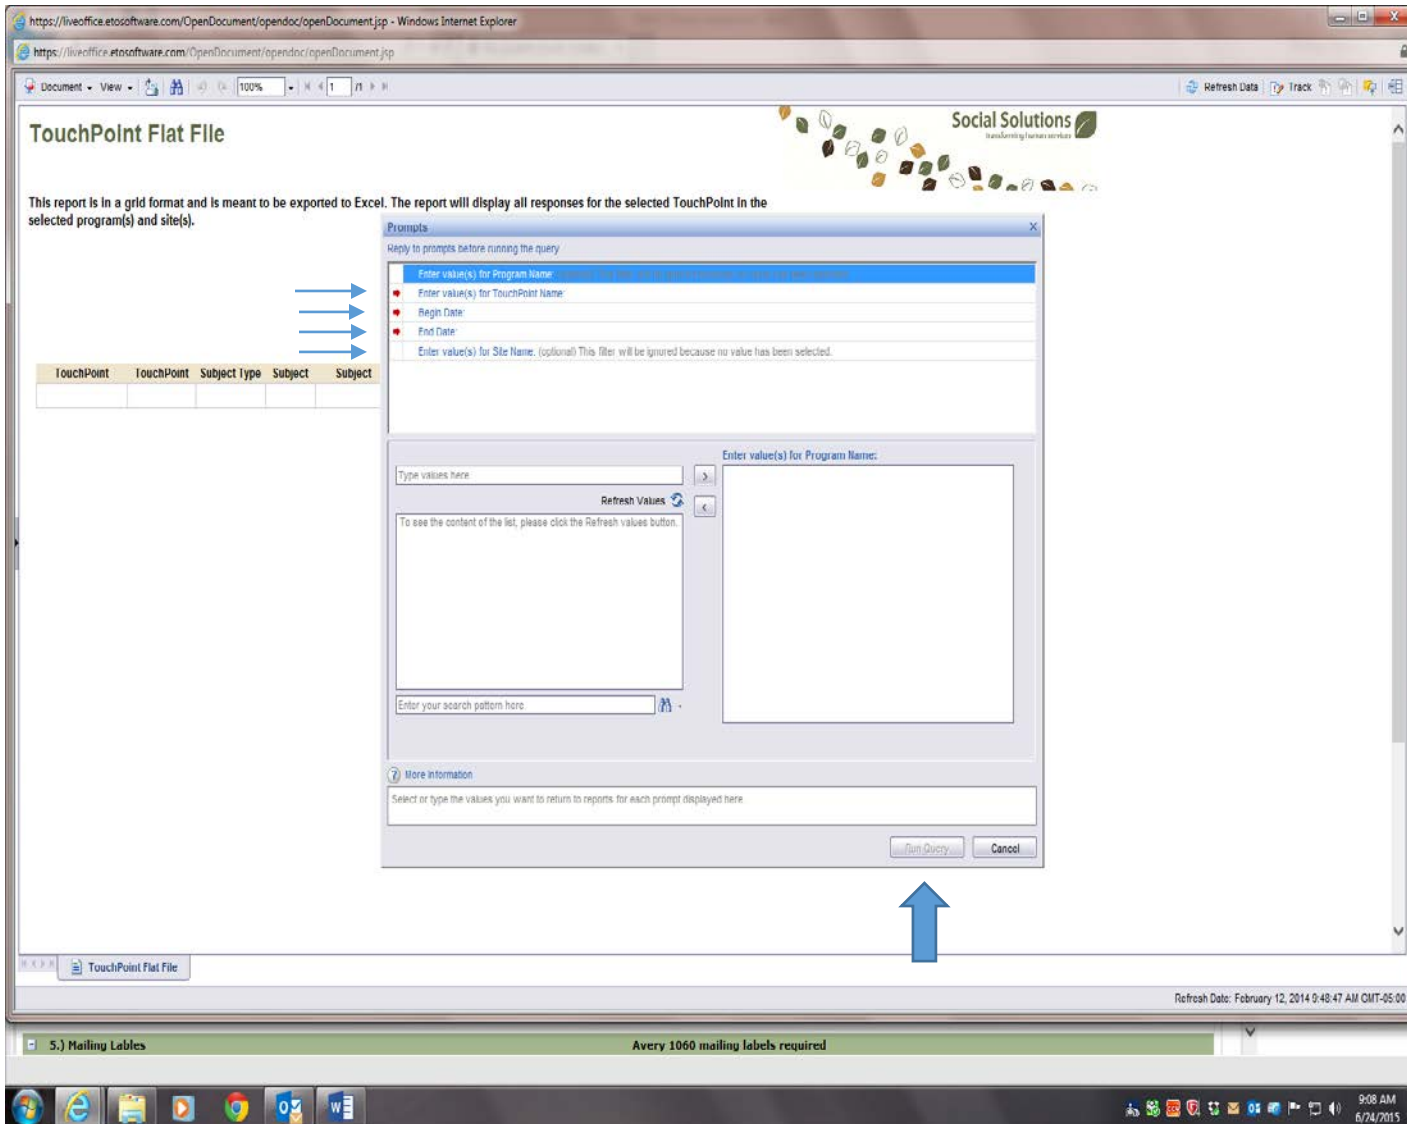 https://liveoffice.etosoftware.com/OpenDocument/opendoc/openDocument.jsp - Windows Internet Explorer
https://liveoffice.etosoftware.com/OpenDocument/opendoc/openDocument.jsp
Document View 100% 1 /1 Refresh Data Track
TouchPoint Flat File
Social Solutions
transforming human services
This report is in a grid format and is meant to be exported to Excel. The report will display all responses for the selected TouchPoint in the
selected program(s) and site(s).
Prompts X
Reply to prompts before running the query
Enter value(s) for Program Name:
Enter value(s) for TouchPoint Name:
Begin Date:
End Date:
Enter value(s) for Site Name: (optional) This filter will be ignored because no value has been selected.
TouchPoint TouchPoint Subject Type Subject Subject
Enter value(s) for Program Name:
Type values here >
Refresh Values <
To see the content of the list, please click the Refresh values button.
Enter your search pattern here
? More Information
Select or type the values you want to return to reports for each prompt displayed here
Run Query Cancel
TouchPoint Flat File
Refresh Date: February 12, 2014 9:48:47 AM GMT-05:00
5.) Mailing Lables Avery 1060 mailing labels required
9:08 AM
6/24/2015